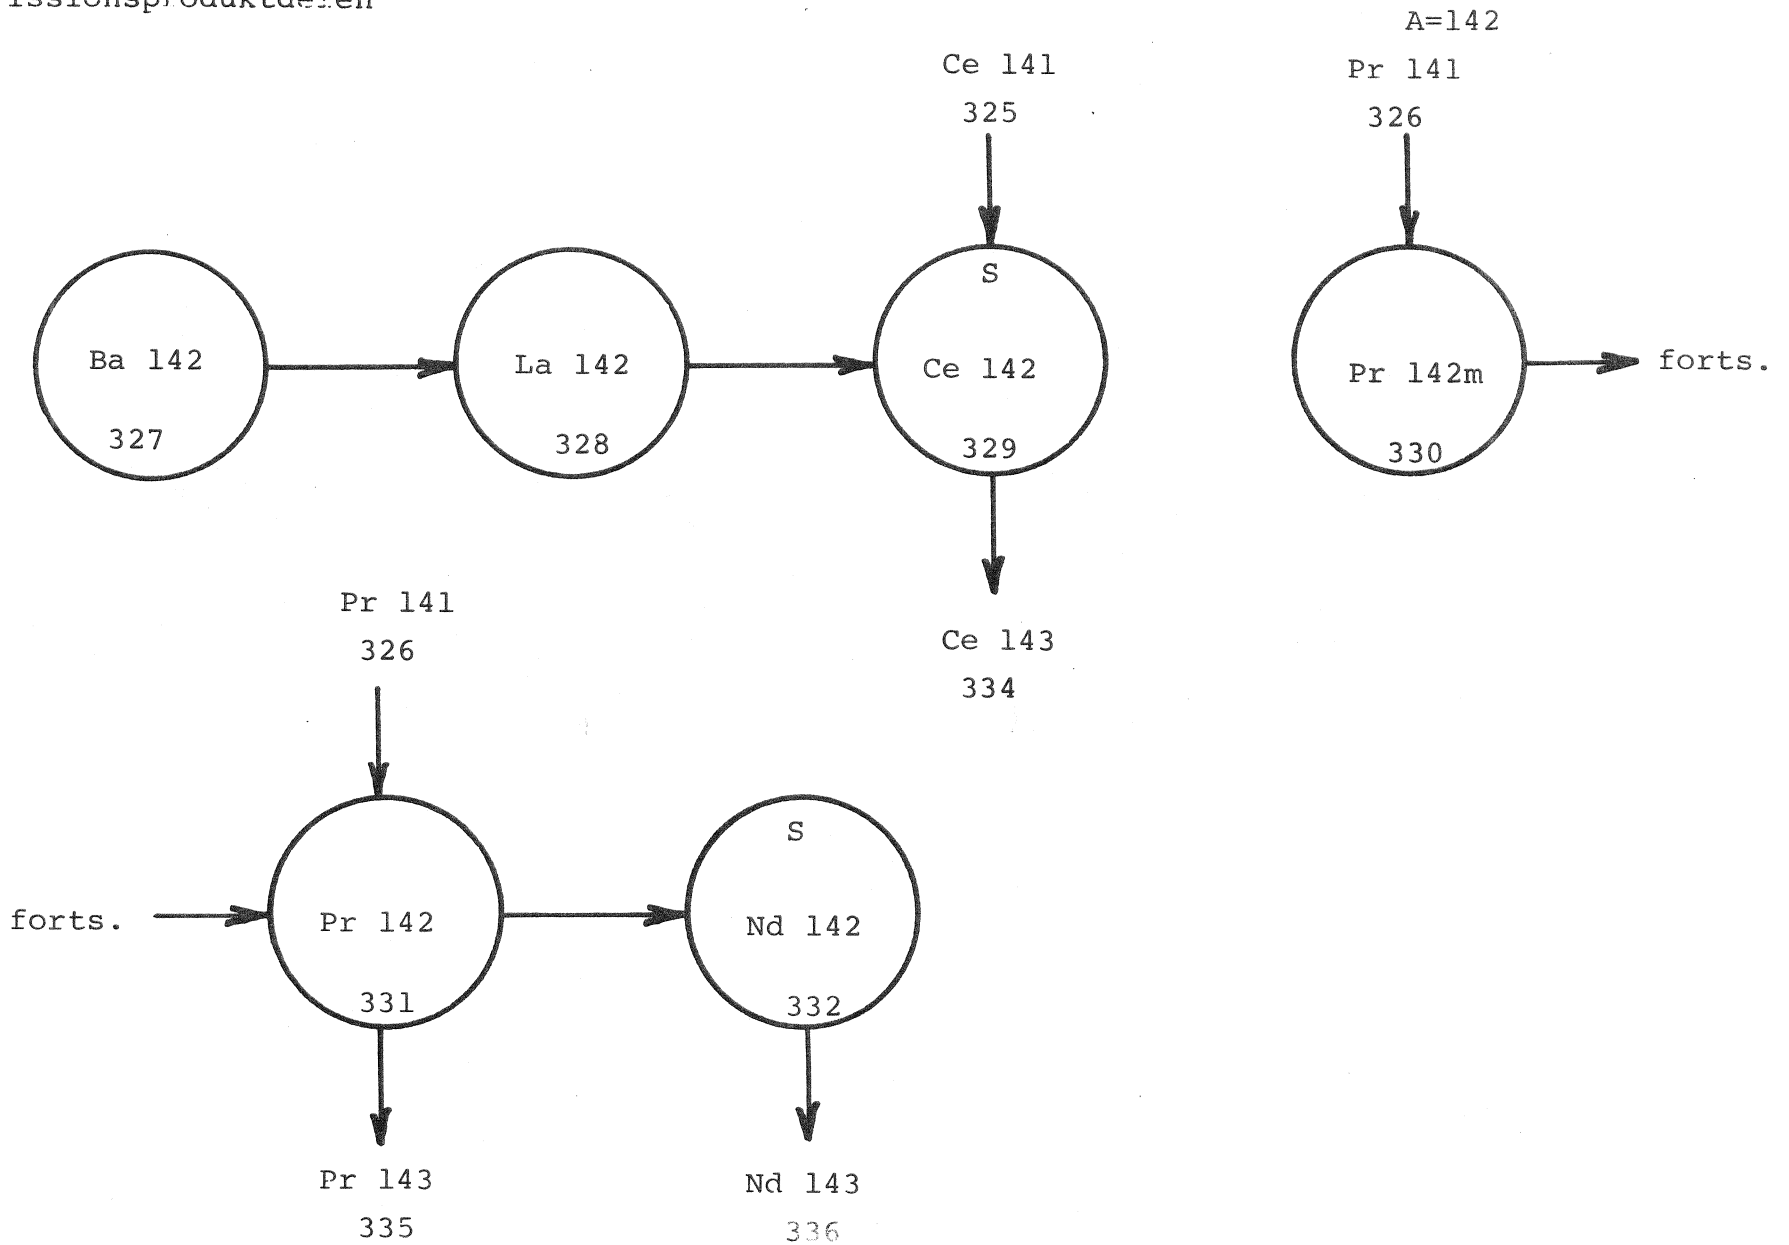 A=142
Ce 141
325
Pr 141
326
S
Ba 142
327
La 142
328
Ce 142
329
Pr 142m
330
forts.
Ce 143
334
Pr 141
326
forts.
Pr 142
331
S
Nd 142
332
Pr 143
335
Nd 143
336